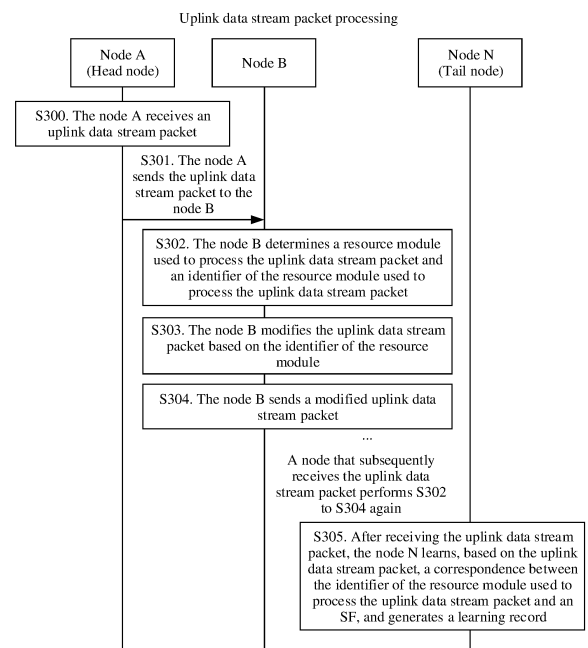 Uplink data stream packet processing
Node A
(Head node)
Node B
Node N
(Tail node)
S300. The node A receives an
uplink data stream packet
S301. The node A
sends the uplink data
stream packet to the
node B
S302. The node B determines a resource module
used to process the uplink data stream packet and
an identifier of the resource module used to
process the uplink data stream packet
S303. The node B modifies the uplink data stream
packet based on the identifier of the resource
module
S304. The node B sends a modified uplink data
stream packet
...
A node that subsequently
receives the uplink data
stream packet performs S302
to S304 again
S305. After receiving the uplink data stream
packet, the node N learns, based on the uplink
data stream packet, a correspondence between
the identifier of the resource module used to
process the uplink data stream packet and an
SF, and generates a learning record